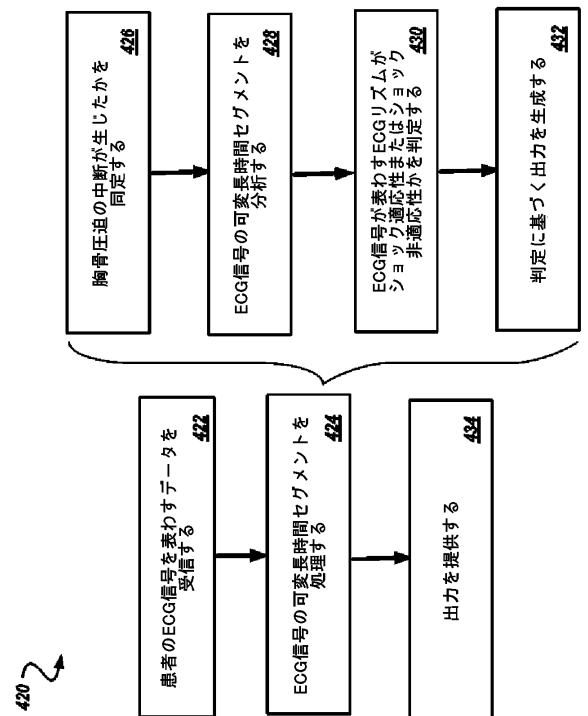 420
患者のECG信号を表わすデータを
受信する
422
ECG信号の可変長時間セグメントを
処理する
424
出力を提供する
434
胸骨圧迫の中断が生じたかを
同定する
426
ECG信号の可変長時間セグメントを
分析する
428
ECG信号が表わすECGリズムが
ショック適応性またはショック
非適応性かを判定する
430
判定に基づく出力を生成する
432